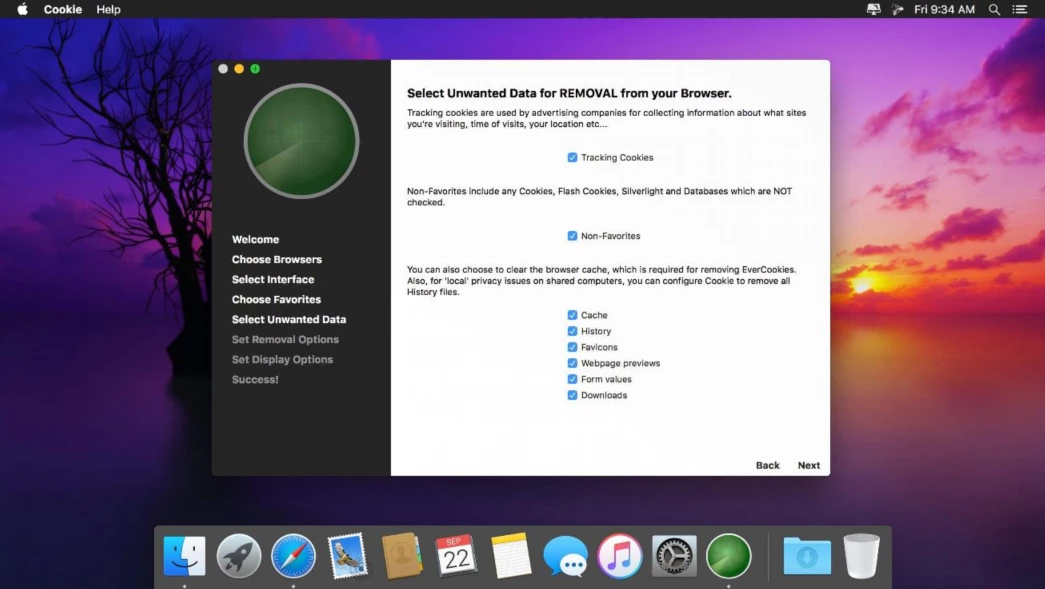 Cookie Help
Fri 9:34 AM
Select Unwanted Data for REMOVAL from your Browser.
Tracking cookies are used by advertising companies for collecting information about what sites
you're visiting, time of visits, your location etc...
Tracking Cookies
Non-Favorites include any Cookies, Flash Cookies, Silverlight and Databases which are NOT
checked.
Non-Favorites
You can also choose to clear the browser cache, which is required for removing EverCookies.
Also, for 'local' privacy issues on shared computers, you can configure Cookie to remove all
History files.
Cache
History
Favicons
Webpage previews
Form values
Downloads
Back Next
Welcome
Choose Browsers
Select Interface
Choose Favorites
Select Unwanted Data
Set Removal Options
Set Display Options
Success!
SEP
22